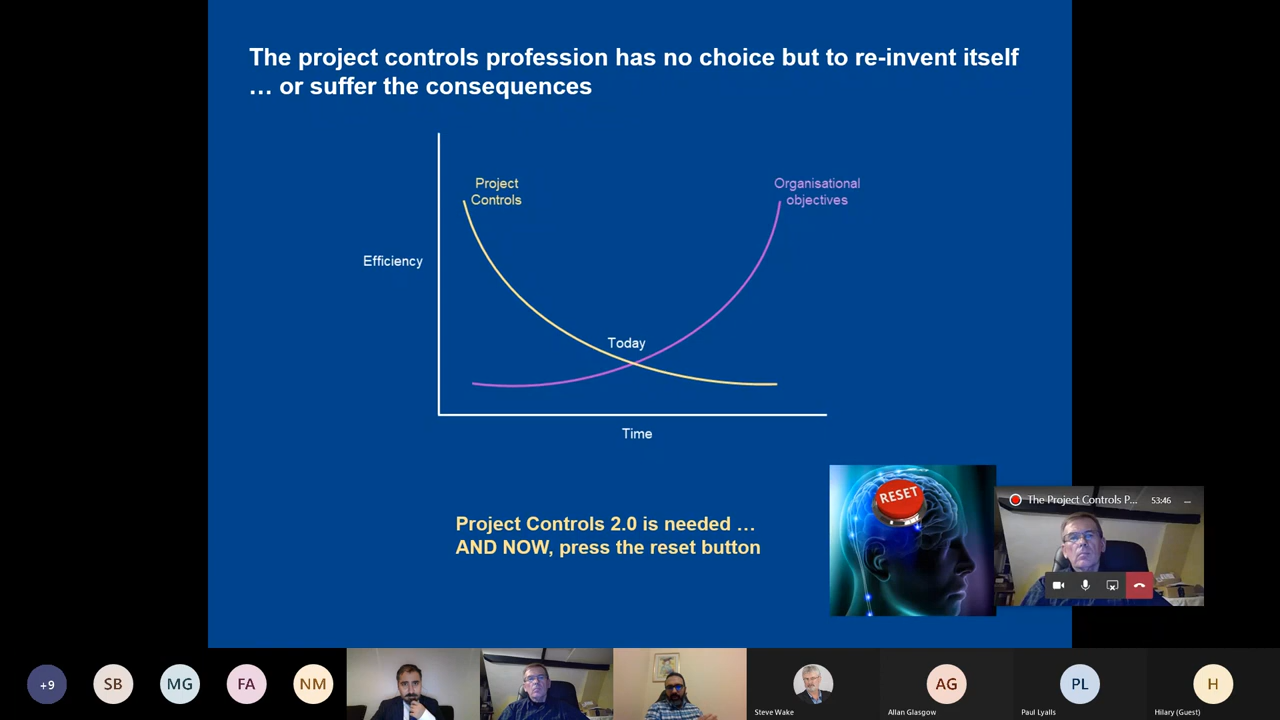 The project controls profession has no choice but to re-invent itself
… or suffer the consequences
Project
Controls
Organisational
objectives
Efficiency
Today
Time
RESET
Project Controls 2.0 is needed …
AND NOW, press the reset button
The Project Controls P...
53:46
...
+9
SB
MG
FA
NM
Steve Wake
AG
Allan Glasgow
PL
Paul Lyalls
H
Hilary (Guest)